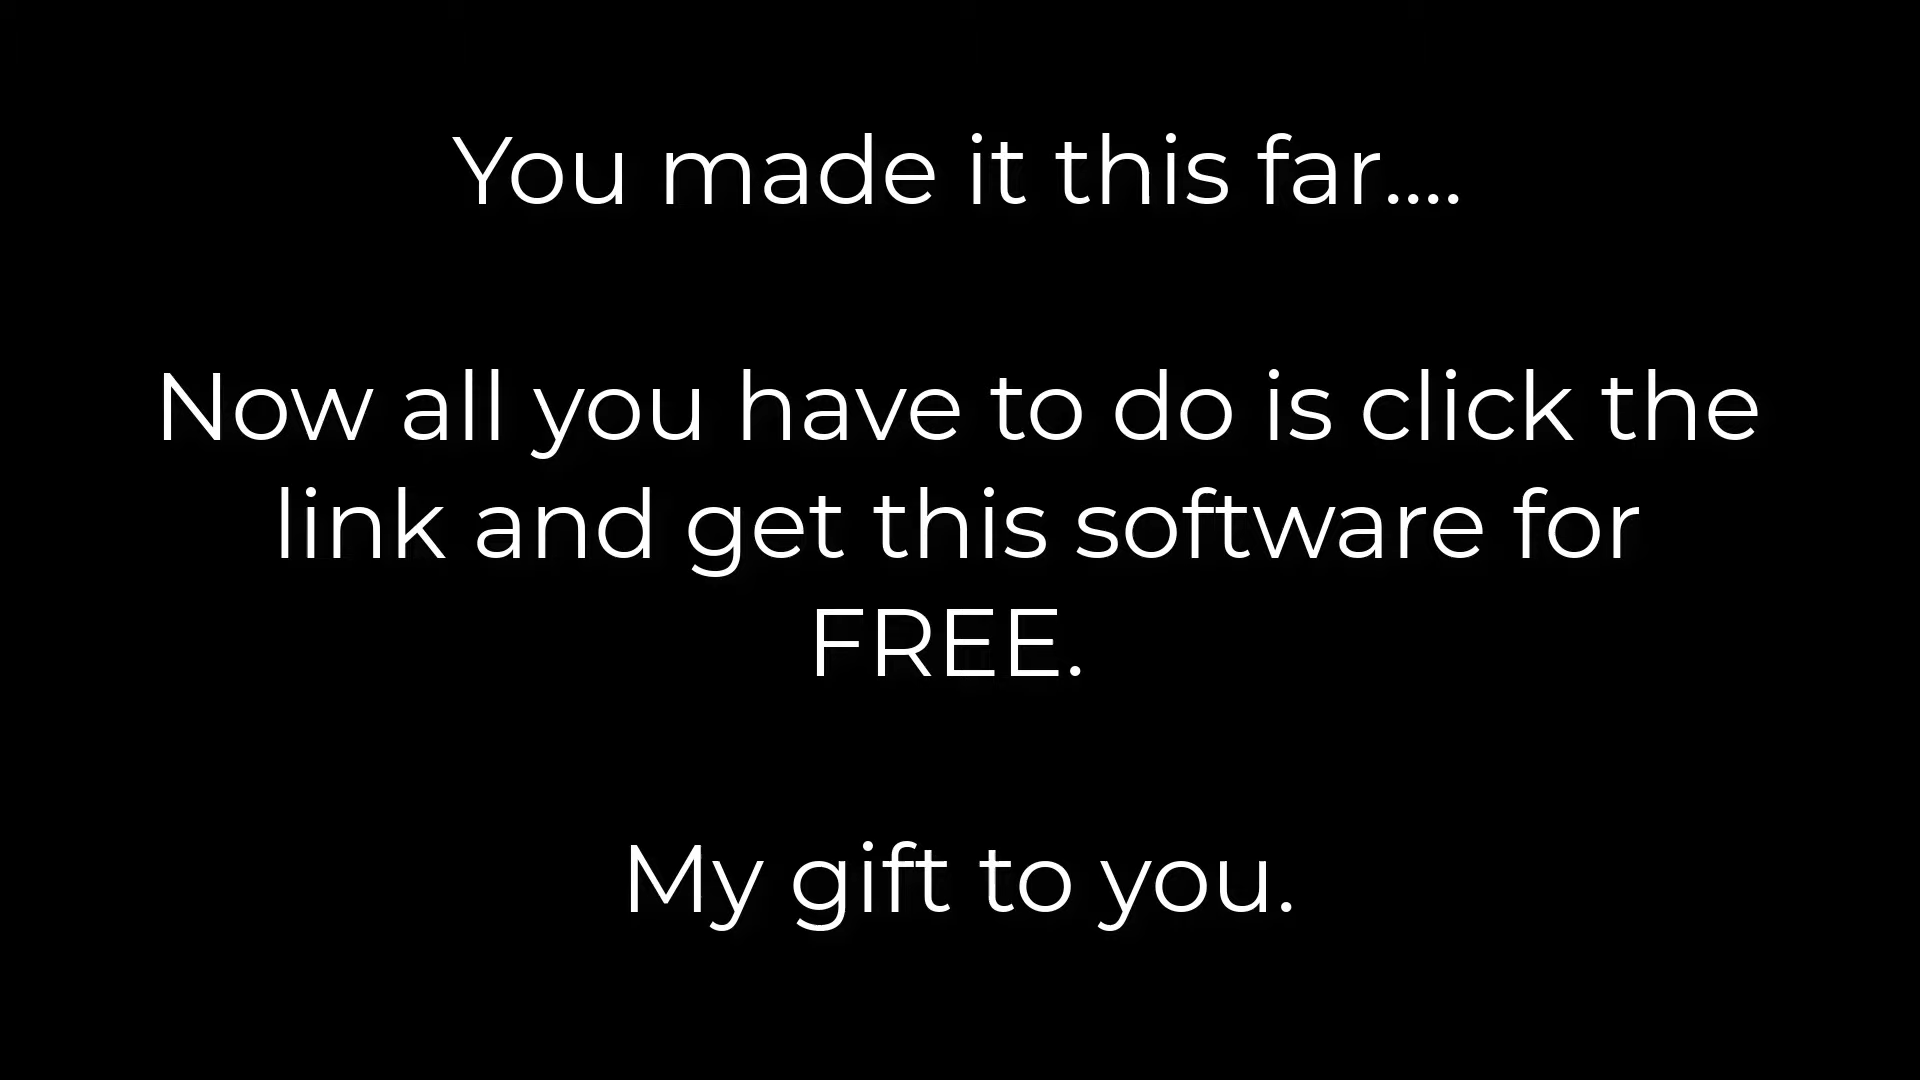 You made it this far....
Now all you have to do is click the
link and get this software for
FREE.
My gift to you.